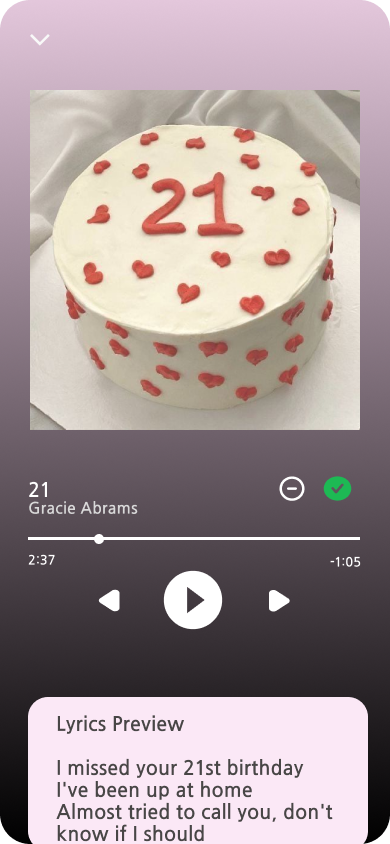 21
21
Gracie Abrams
2:37
-1:05
Lyrics Preview
I missed your 21st birthday
I've been up at home
Almost tried to call you, don't
know if I should